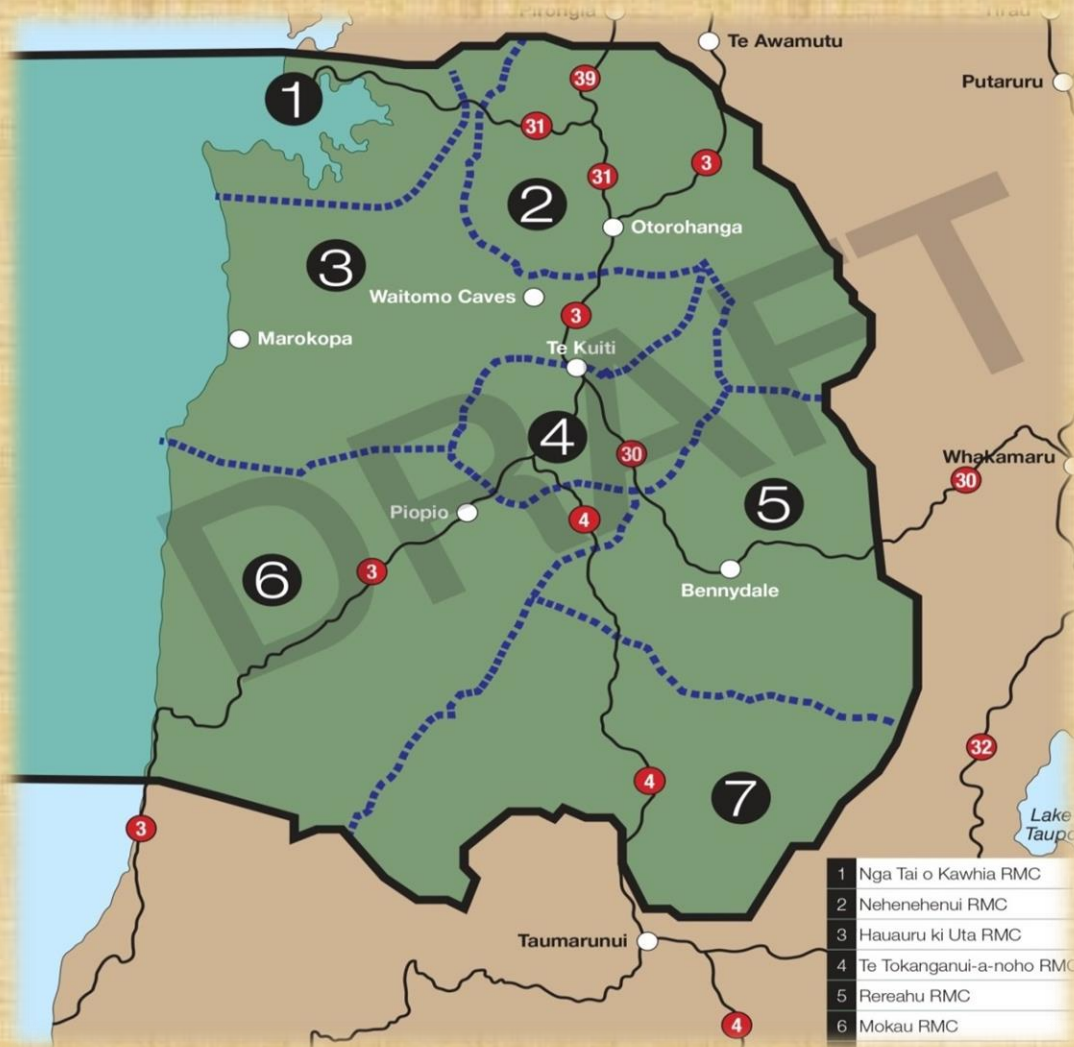 Te Awamutu
Putaruru
1
39
31
3
31
2
Otorohanga
3
Waitomo Caves
3
Marokopa
Te Kuiti
4
30
Whakamaru
30
5
Piopio
4
6
3
Bennydale
DRAFT
32
4
7
3
Lake
Taupo
Taumarunui
4
1 Nga Tai o Kawhia RMC
2 Nehenehenui RMC
3 Hauauru ki Uta RMC
4 Te Tokanganui-a-noho RMC
5 Rereahu RMC
6 Mokau RMC